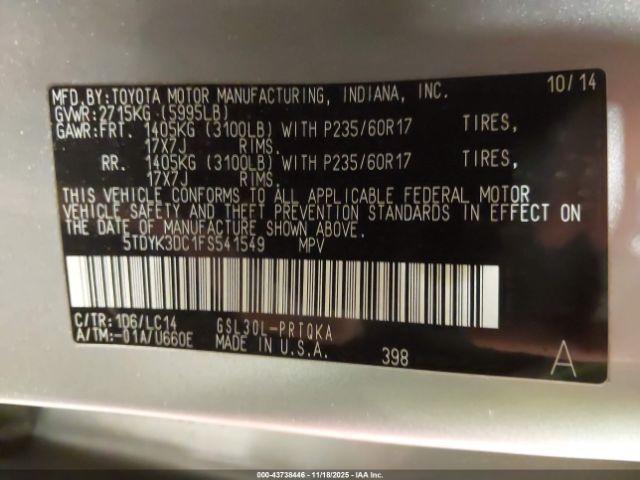 MFD.BY:TOYOTA MOTOR MANUFACTURING, INDIANA, INC. 10/14
GVWR:2715KG (5995LB)
GAWR:FRT. 1405KG (3100LB) WITH P235/60R17 TIRES,
17X7J RIMS.
RR. 1405KG (3100LB) WITH P235/60R17 TIRES,
17X7J RIMS.
THIS VEHICLE CONFORMS TO ALL APPLICABLE FEDERAL MOTOR
VEHICLE SAFETY AND THEFT PREVENTION STANDARDS IN EFFECT ON
THE DATE OF MANUFACTURE SHOWN ABOVE.
5TDYK3DC1FS541549 MPV
C/TR:1D6/LC14 GSL30L-PRTQKA
A/TM:-01A/U660E MADE IN U.S.A. 398 A
000-43738446 - 11/18/2025 - IAA Inc.